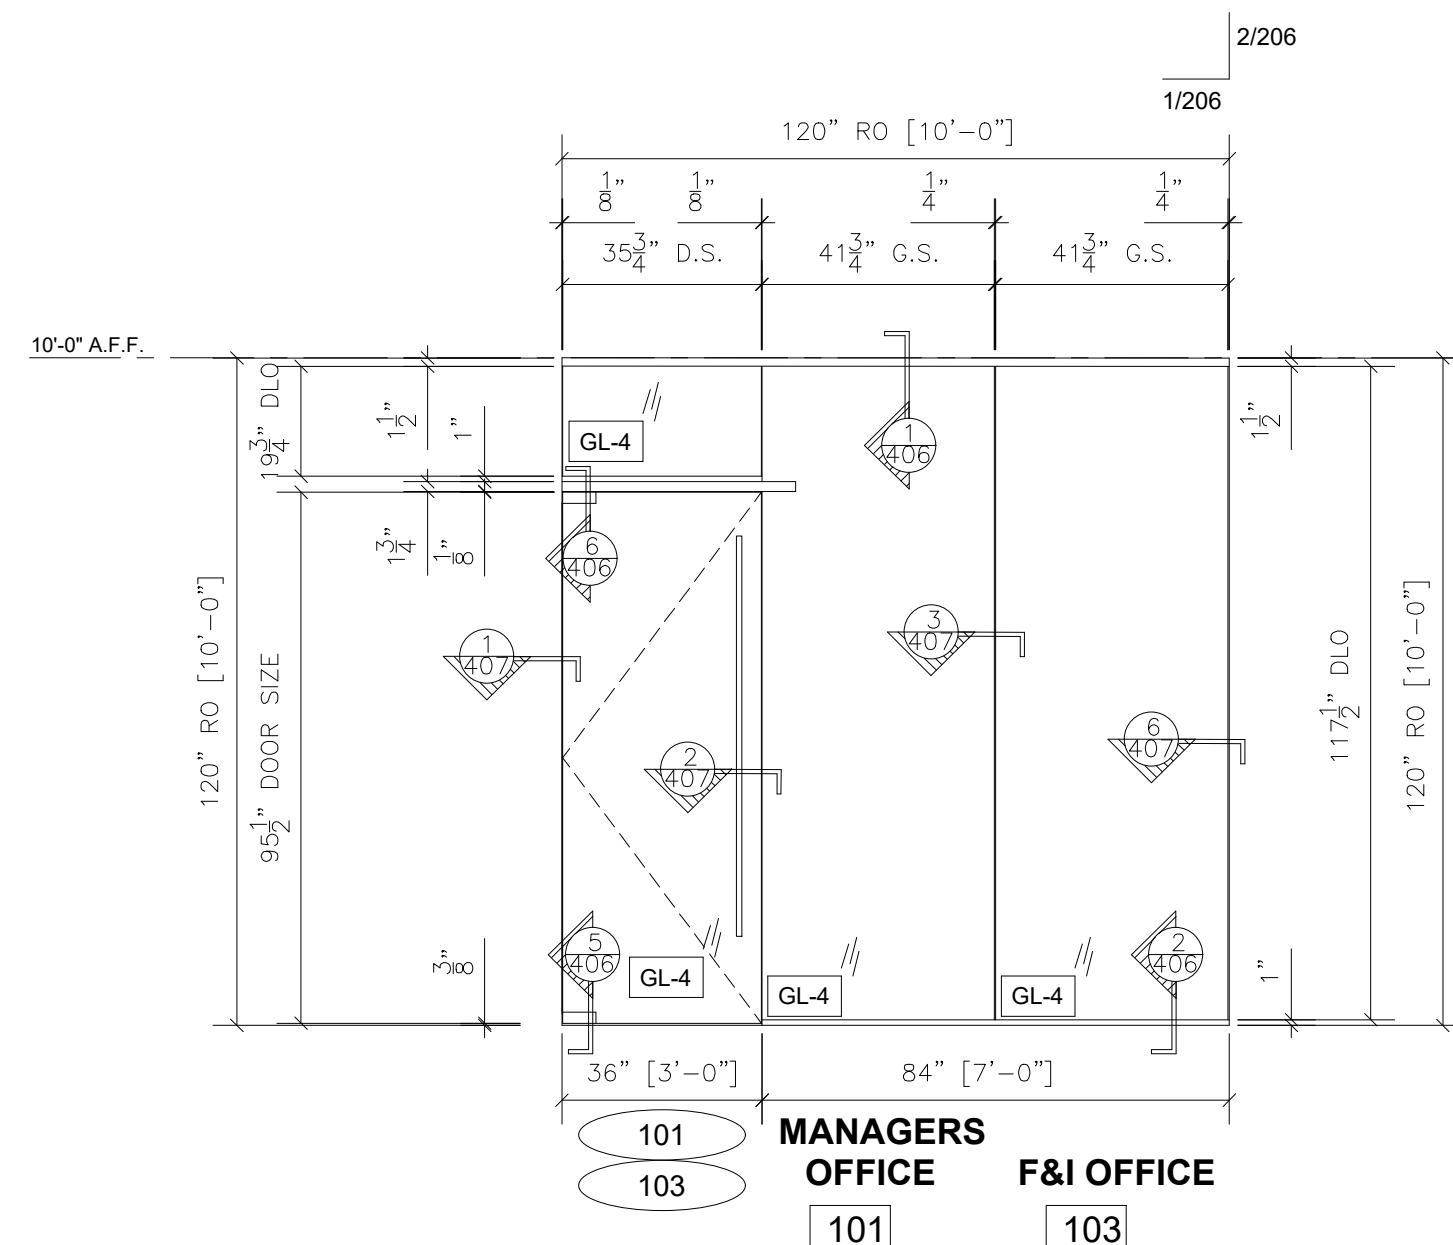 2/206
1/206
120" RO [10'-0"]
1/8" 1/8" 1/4" 1/4"
35 3/4" D.S. 41 3/4" G.S. 41 3/4" G.S.
10'-0" A.F.F.
19 3/4" DLO
1 1/2"
1"
1 1/2"
GL-4
1
406
1 3/4"
1/8"
6
406
120" RO [10'-0"]
95 1/2" DOOR SIZE
1
407
3
407
117 1/2" DLO
120" RO [10'-0"]
2
407
6
407
3/8"
5
406
GL-4
GL-4
GL-4
2
406
1"
36" [3'-0"] 84" [7'-0"]
101
103
MANAGERS
OFFICE
101
F&I OFFICE
103